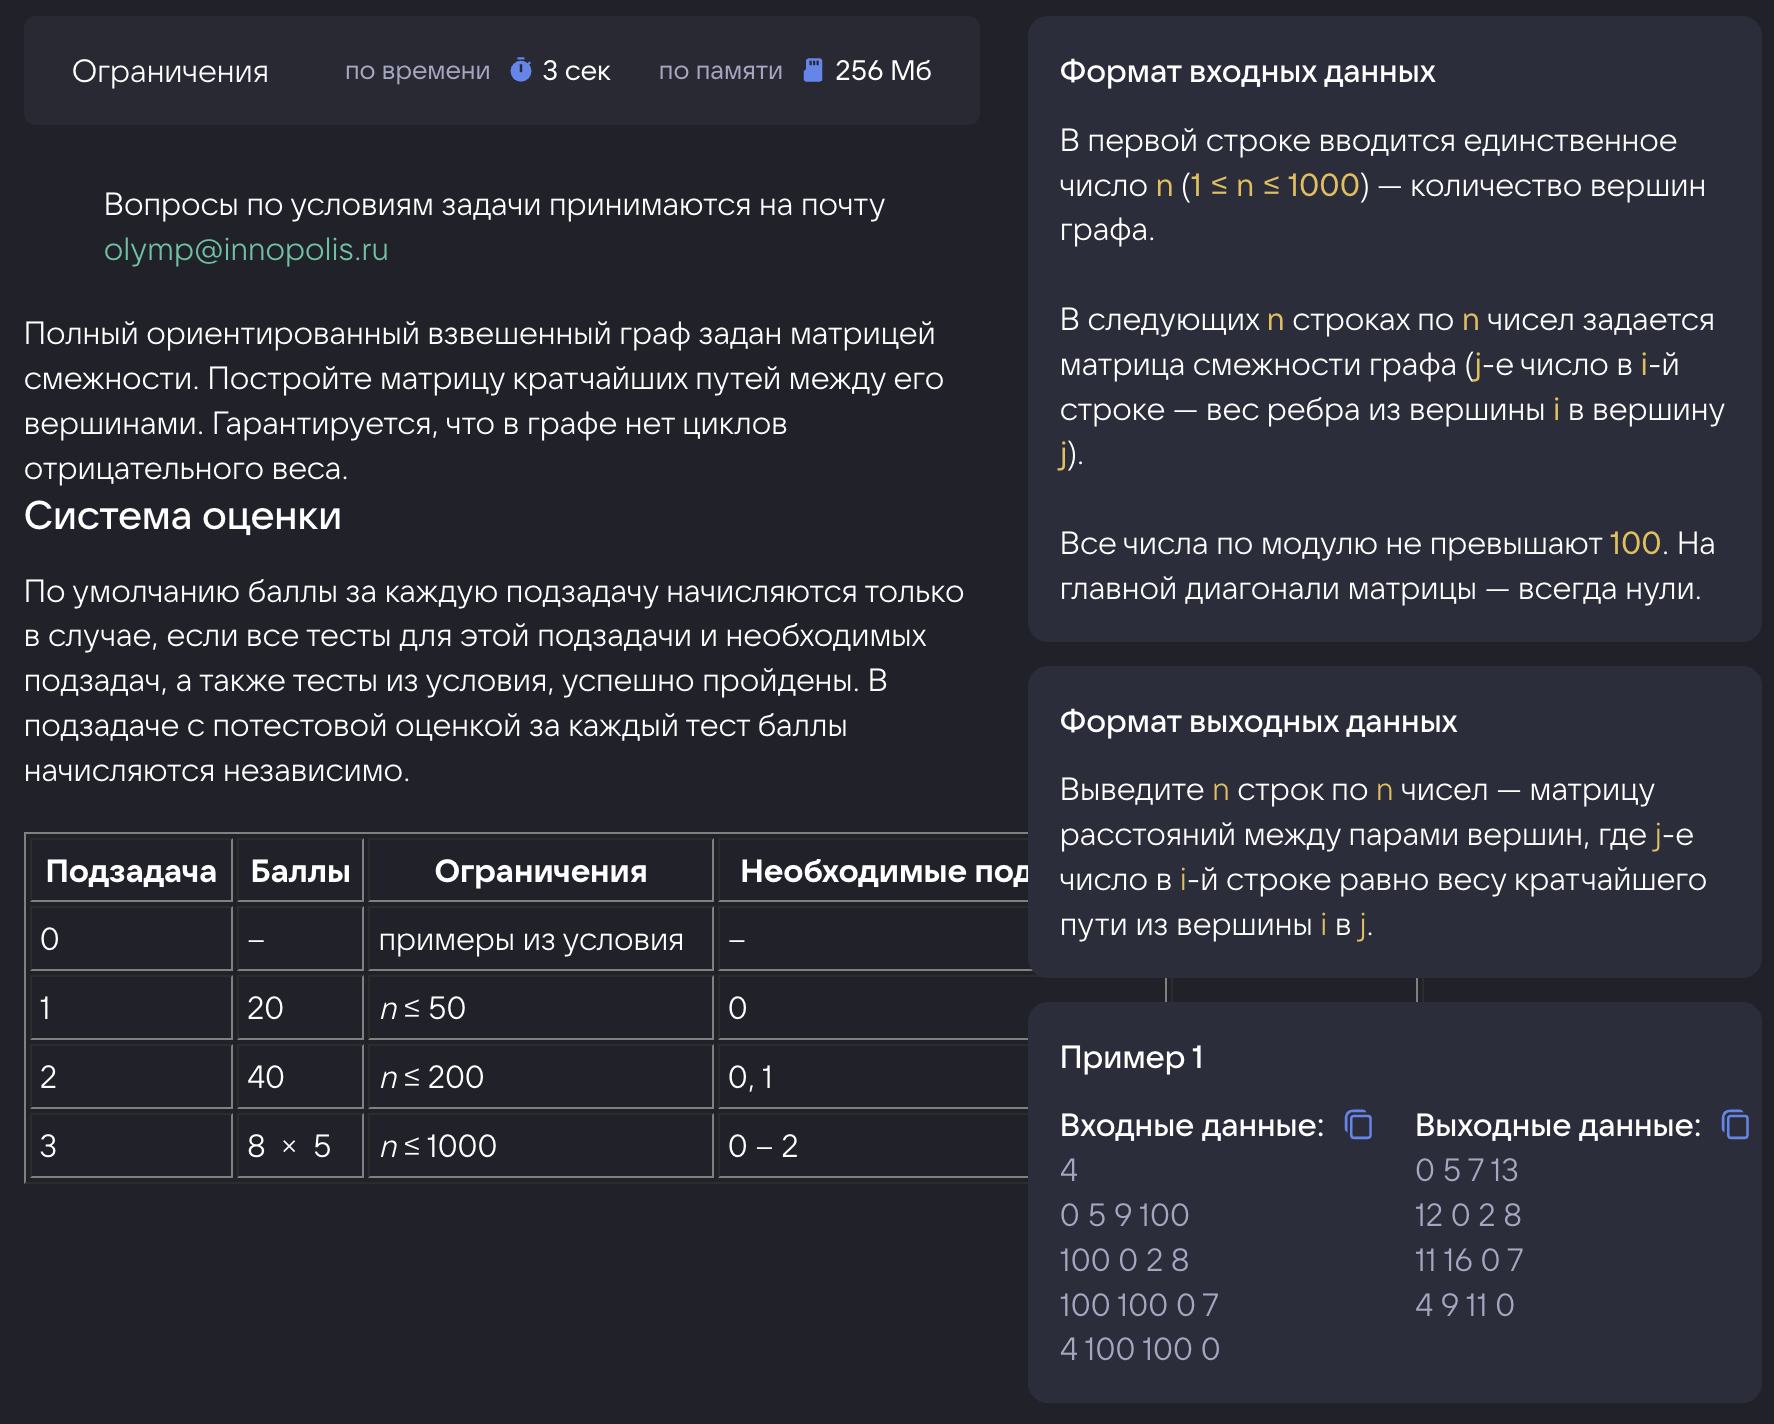 Ограничения по времени 3 сек по памяти 256 Мб
Вопросы по условиям задачи принимаются на почту
olymp@innopolis.ru
Полный ориентированный взвешенный граф задан матрицей
смежности. Постройте матрицу кратчайших путей между его
вершинами. Гарантируется, что в графе нет циклов
отрицательного веса.
Система оценки
По умолчанию баллы за каждую подзадачу начисляются только
в случае, если все тесты для этой подзадачи и необходимых
подзадач, а также тесты из условия, успешно пройдены. В
подзадаче с потестовой оценкой за каждый тест баллы
начисляются независимо.
Подзадача Баллы Ограничения Необходимые под
0 – примеры из условия –
1 20 n ≤ 50 0
2 40 n ≤ 200 0, 1
3 8 × 5 n ≤ 1000 0 – 2
Формат входных данных
В первой строке вводится единственное
число n (1 ≤ n ≤ 1000) — количество вершин
графа.
В следующих n строках по n чисел задается
матрица смежности графа (j-е число в i-й
строке — вес ребра из вершины i в вершину
j).
Все числа по модулю не превышают 100. На
главной диагонали матрицы — всегда нули.
Формат выходных данных
Выведите n строк по n чисел — матрицу
расстояний между парами вершин, где j-е
число в i-й строке равно весу кратчайшего
пути из вершины i в j.
Пример 1
Входные данные:
4
0 5 9 100
100 0 2 8
100 100 0 7
4 100 100 0
Выходные данные:
0 5 7 13
12 0 2 8
11 16 0 7
4 9 11 0